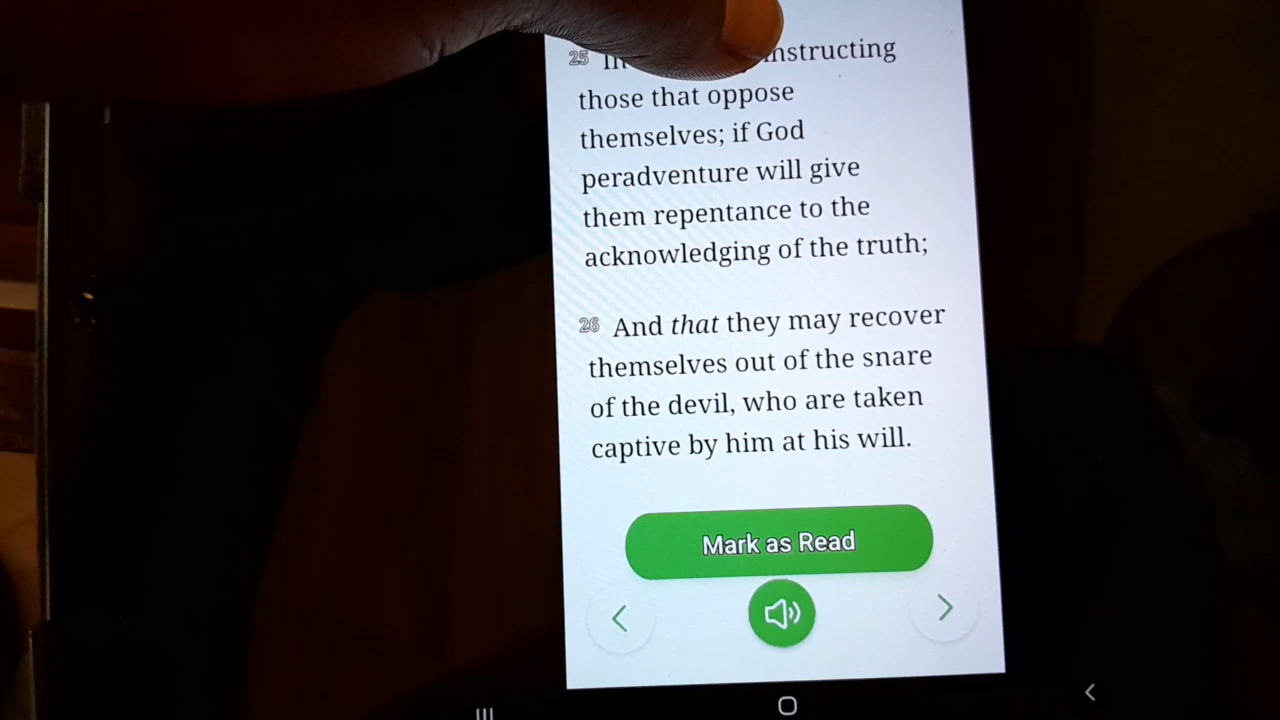 25 instructing
those that oppose
themselves; if God
peradventure will give
them repentance to the
acknowledging of the truth;
26 And that they may recover
themselves out of the snare
of the devil, who are taken
captive by him at his will.
Mark as Read